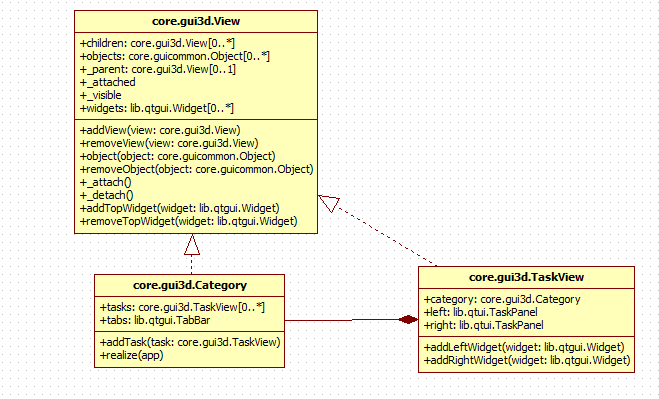 core.gui3d.View
+children: core.gui3d.View[0..*]
+objects: core.guicommon.Object[0..*]
+_parent: core.gui3d.View[0..1]
+_attached
+_visible
+widgets: lib.qtgui.Widget[0..*]
+addView(view: core.gui3d.View)
+removeView(view: core.gui3d.View)
+object(object: core.guicommon.Object)
+removeObject(object: core.guicommon.Object)
+_attach()
+_detach()
+addTopWidget(widget: lib.qtgui.Widget)
+removeTopWidget(widget: lib.qtgui.Widget)
core.gui3d.Category
+tasks: core.gui3d.TaskView[0..*]
+tabs: lib.qtgui.TabBar
+addTask(task: core.gui3d.TaskView)
+realize(app)
core.gui3d.TaskView
+category: core.gui3d.Category
+left: lib.qtui.TaskPanel
+right: lib.qtui.TaskPanel
+addLeftWidget(widget: lib.qtgui.Widget)
+addRightWidget(widget: lib.qtgui.Widget)